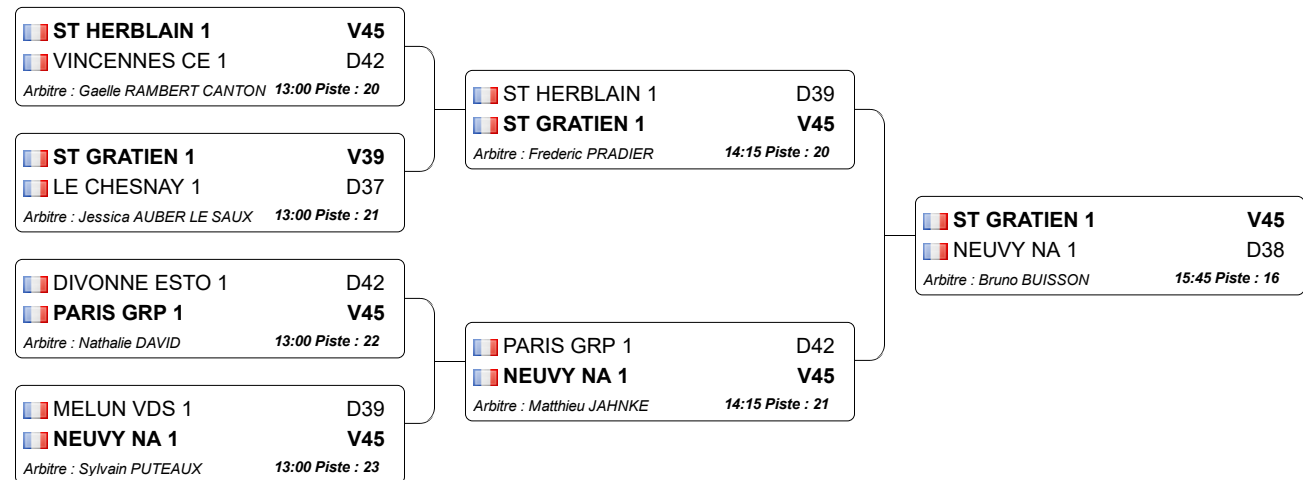 ST HERBLAIN 1 V45
VINCENNES CE 1 D42
Arbitre : Gaelle RAMBERT CANTON 13:00 Piste : 20
ST GRATIEN 1 V39
LE CHESNAY 1 D37
Arbitre : Jessica AUBER LE SAUX 13:00 Piste : 21
DIVONNE ESTO 1 D42
PARIS GRP 1 V45
Arbitre : Nathalie DAVID 13:00 Piste : 22
MELUN VDS 1 D39
NEUVY NA 1 V45
Arbitre : Sylvain PUTEAUX 13:00 Piste : 23
ST HERBLAIN 1 D39
ST GRATIEN 1 V45
Arbitre : Frederic PRADIER 14:15 Piste : 20
PARIS GRP 1 D42
NEUVY NA 1 V45
Arbitre : Matthieu JAHNKE 14:15 Piste : 21
ST GRATIEN 1 V45
NEUVY NA 1 D38
Arbitre : Bruno BUISSON 15:45 Piste : 16